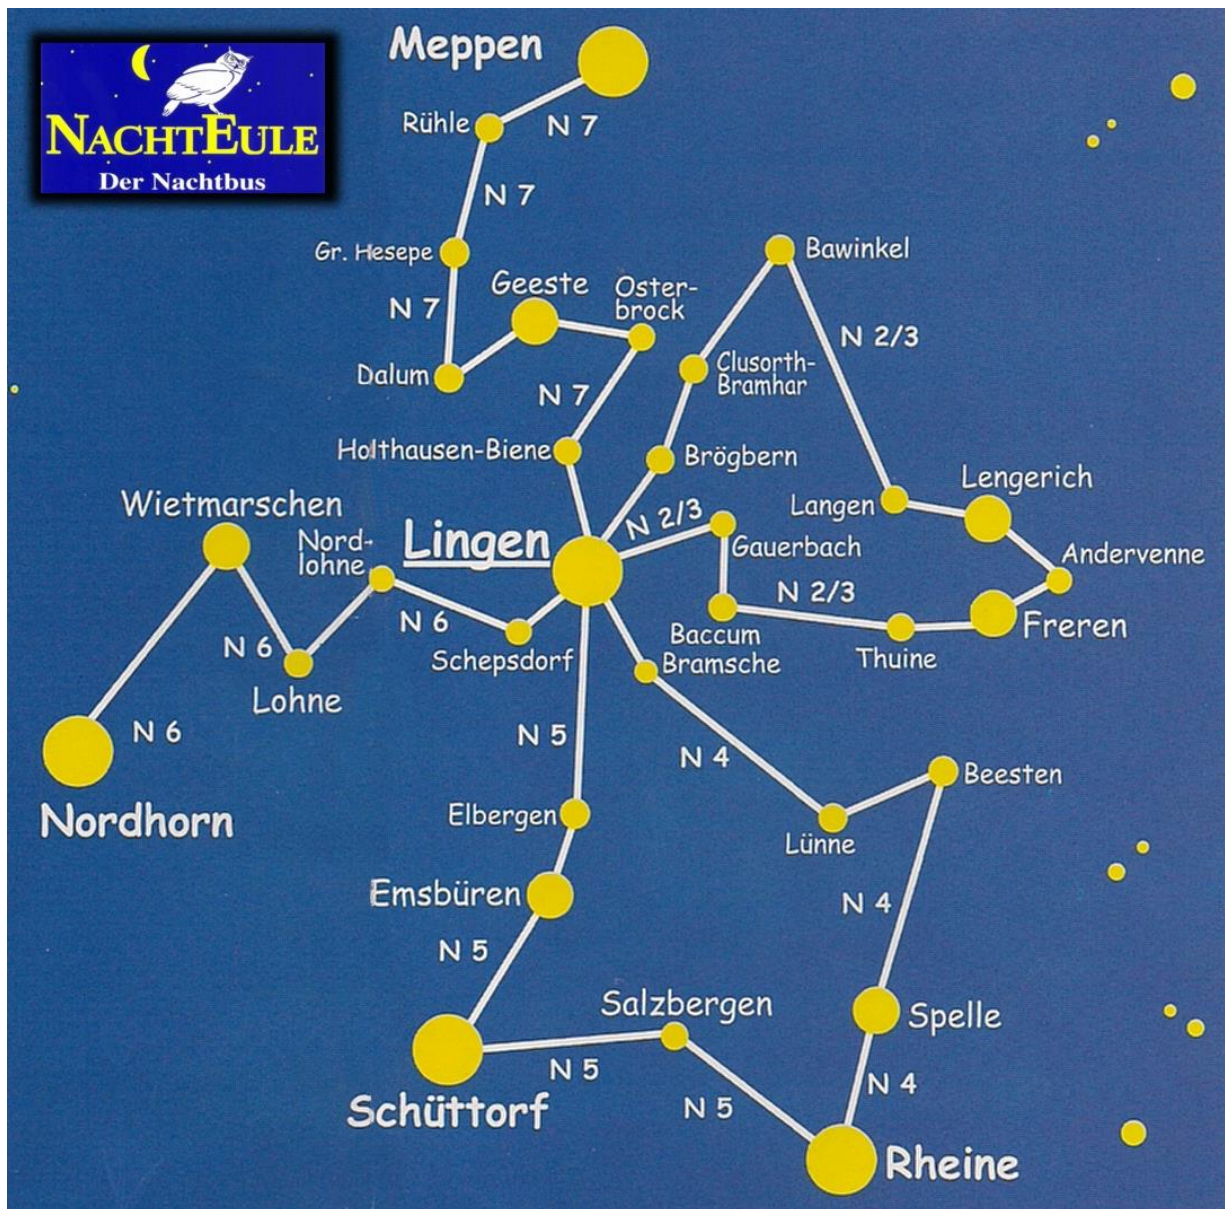 Meppen
NACHTEULE
Der Nachtbus
Rühle
N 7
N 7
Gr. Hesepe
Bawinkel
Geeste
Oster-
brock
N 7
N 2/3
Dalum
Clusorth-
Bramhar
N 7
Holthausen-Biene
Brögbern
Wietmarschen
Lengerich
Langen
Nord-
lohne
Lingen
N 2/3
Gauerbach
Andervenne
N 6
N 2/3
Freren
Baccum
Thuine
N 6
Schepsdorf
Bramsche
Lohne
N 6
N 5
N 4
Beesten
Nordhorn
Elbergen
Lünne
Emsbüren
N 4
N 5
Salzbergen
Spelle
N 5
N 4
Schüttorf
N 5
Rheine